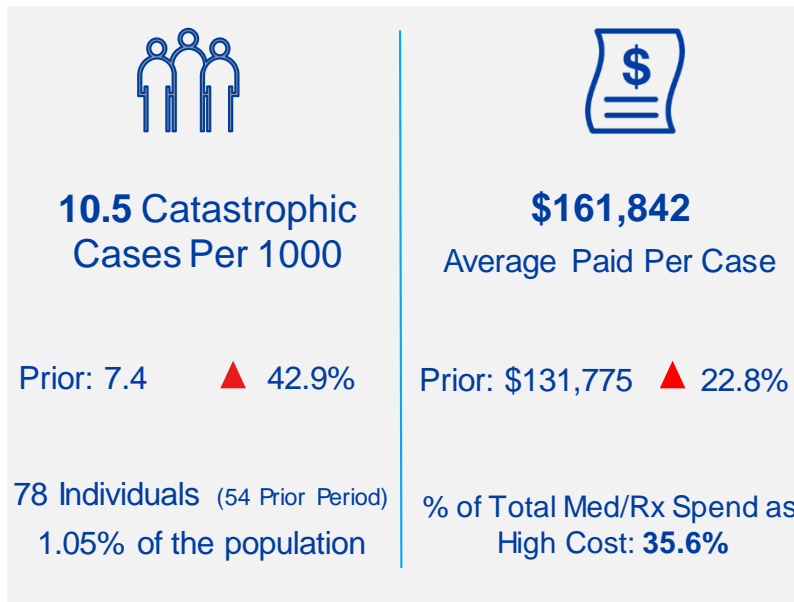 10.5 Catastrophic
Cases Per 1000
Prior: 7.4 ▲ 42.9%
78 Individuals (54 Prior Period)
1.05% of the population
$
$161,842
Average Paid Per Case
Prior: $131,775 ▲ 22.8%
% of Total Med/Rx Spend as
High Cost: 35.6%